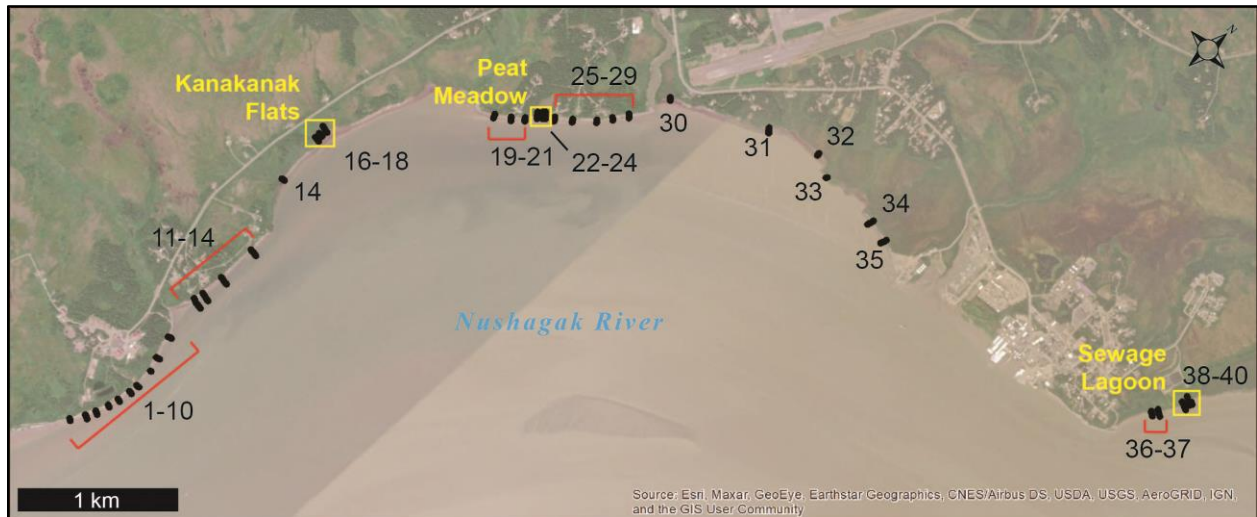 N
Kanakanak
Flats
Peat
Meadow
25-29
30
16-18
19-21
22-24
31
32
14
33
34
11-14
35
Nushagak River
Sewage
Lagoon
38-40
1-10
36-37
1 km
Source: Esri, Maxar, GeoEye, Earthstar Geographics, CNES/Airbus DS, USDA, USGS, AeroGRID, IGN,
and the GIS User Community